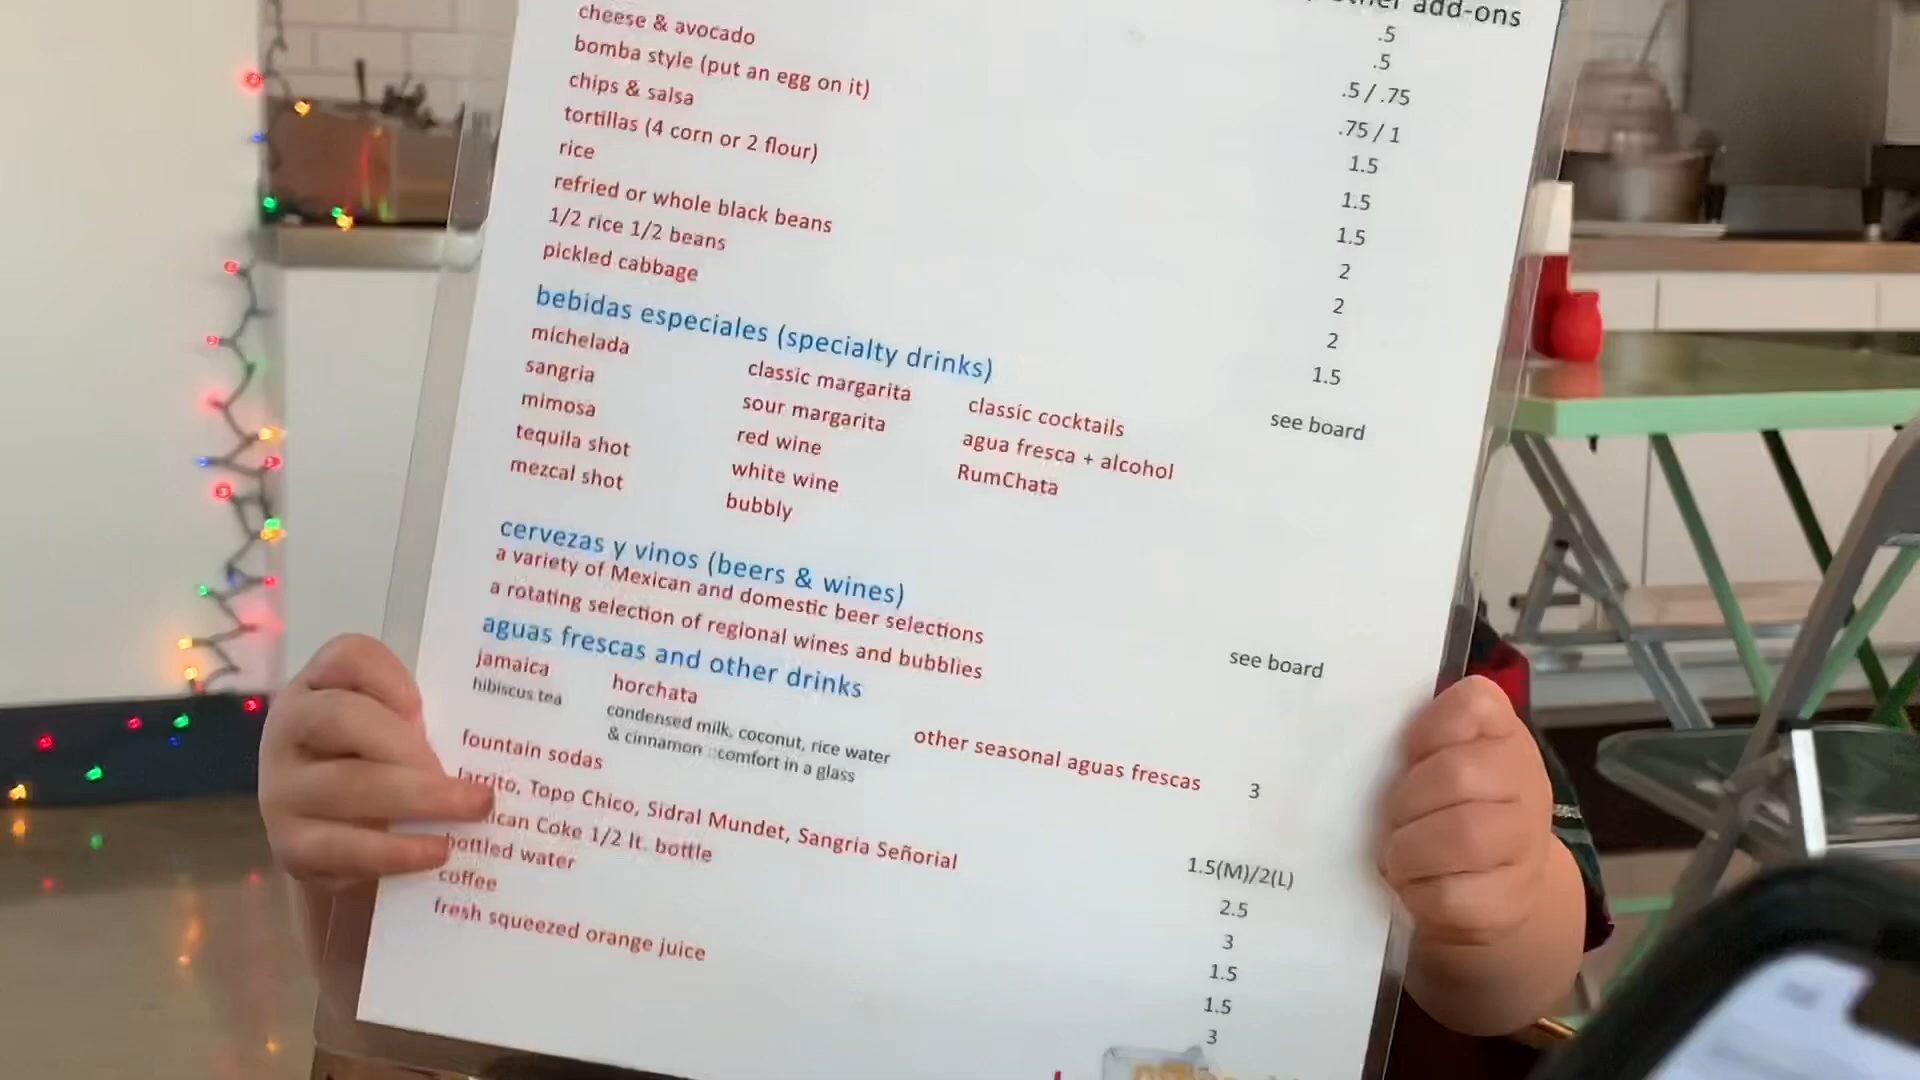 add-ons
cheese & avocado
.5
bomba style (put an egg on it)
.5
chips & salsa
.5 / .75
tortillas (4 corn or 2 flour)
.75 / 1
rice
1.5
refried or whole black beans
1.5
1/2 rice 1/2 beans
1.5
pickled cabbage
2
2
2
1.5
bebidas especiales (specialty drinks)
michelada
classic margarita
classic cocktails
see board
sangria
sour margarita
agua fresca + alcohol
mimosa
red wine
RumChata
tequila shot
white wine
mezcal shot
bubbly
cervezas y vinos (beers & wines)
a variety of Mexican and domestic beer selections
a rotating selection of regional wines and bubblies
see board
aguas frescas and other drinks
jamaica
horchata
other seasonal aguas frescas
3
hibiscus tea
condensed milk, coconut, rice water
& cinnamon ::comfort in a glass
fountain sodas
1.5(M)/2(L)
Jarrito, Topo Chico, Sidral Mundet, Sangria Señorial
2.5
Coke 1/2 lt. bottle
3
bottled water
1.5
coffee
1.5
fresh squeezed orange juice
3